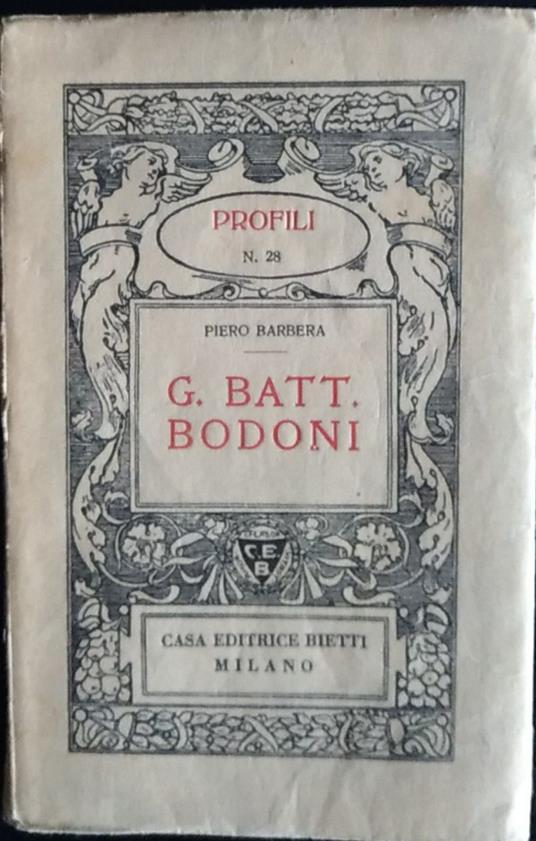 PROFILI
N. 28
PIERO BARBERA
G. BATT.
BODONI
C.E.
B
CASA EDITRICE BIETTI
MILANO